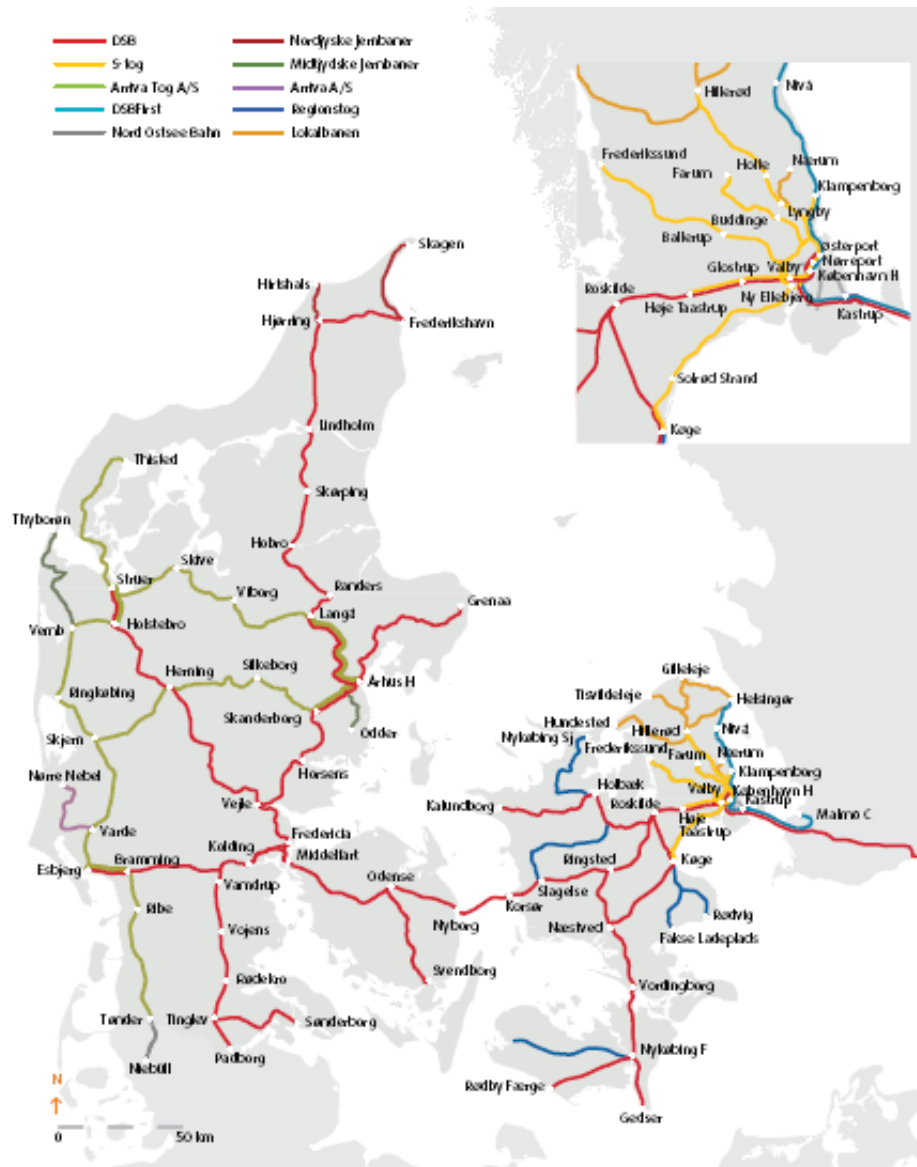 DSB
S-tog
Arriva Tog A/S
DSBFirst
Nord Ostsee Bahn
Nordjyske Jernbaner
Midtjydske Jernbaner
Arriva A/S
Regionstog
Lokalbanen
Hillerød
Nivå
Frederikssund
Farum
Holte
Nærum
Klampenborg
Lyngby
Buddinge
Ballerup
Østerport
Nørreport
København H
Valby
Glostrup
Roskilde
Høje Taastrup
Ny Ellebjerg
Kastrup
Solrød Strand
Køge
Skagen
Hirtshals
Hjørring
Frederikshavn
Lindholm
Thisted
Skørping
Thyborøn
Hobro
Skive
Struer
Viborg
Randers
Grenaa
Langå
Vemb
Holstebro
Herning
Silkeborg
Århus H
Ringkøbing
Skanderborg
Odder
Skjern
Horsens
Nørre Nebel
Vejle
Varde
Fredericia
Kolding
Middelfart
Esbjerg
Bramming
Vamdrup
Odense
Ribe
Vojens
Nyborg
Svendborg
Rødekro
Tønder
Tinglev
Sønderborg
Padborg
Niebüll
Gilleleje
Tisvildeleje
Helsingør
Hundested
Nykøbing Sj
Hillerød
Nivå
Frederikssund
Farum
Nærum
Klampenborg
Holbæk
Valby
København H
Kalundborg
Roskilde
Kastrup
Malmø C
Høje
Taastrup
Ringsted
Køge
Slagelse
Korsør
Næstved
Rødvig
Fakse Ladeplads
Vordingborg
Nykøbing F
Rødby Færge
Gedser
N
0 50 km